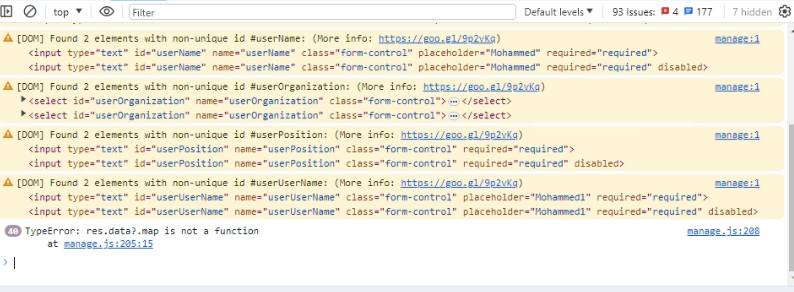 top ▼ Filter Default levels ▼ 93 Issues: 4 177 7 hidden
[DOM] Found 2 elements with non-unique id #userName: (More info: https://goo.gl/9p2vKq) manage:1
<input type="text" id="userName" name="userName" class="form-control" placeholder="Mohammed" required="required">
<input type="text" id="userName" name="userName" class="form-control" placeholder="Mohammed" required="required" disabled>
[DOM] Found 2 elements with non-unique id #userOrganization: (More info: https://goo.gl/9p2vKq) manage:1
<select id="userOrganization" name="userOrganization" class="form-control">…</select>
<select id="userOrganization" name="userOrganization" class="form-control">…</select>
[DOM] Found 2 elements with non-unique id #userPosition: (More info: https://goo.gl/9p2vKq) manage:1
<input type="text" id="userPosition" name="userPosition" class="form-control" required="required">
<input type="text" id="userPosition" name="userPosition" class="form-control" required="required" disabled>
[DOM] Found 2 elements with non-unique id #userUserName: (More info: https://goo.gl/9p2vKq) manage:1
<input type="text" id="userUserName" name="userUserName" class="form-control" placeholder="Mohammed1" required="required">
<input type="text" id="userUserName" name="userUserName" class="form-control" placeholder="Mohammed1" required="required" disabled>
40 TypeError: res.data?.map is not a function manage.js:208
at manage.js:205:15
>